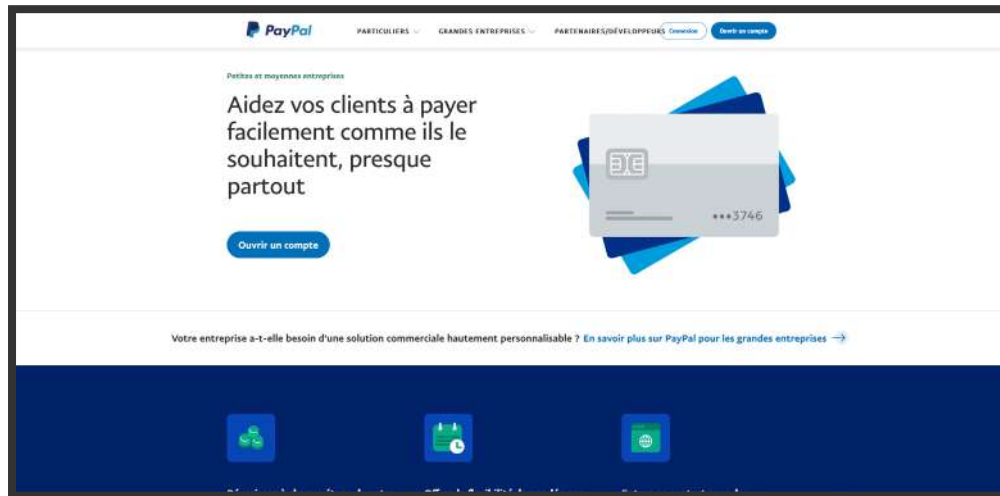 PayPal PARTICULIERS GRANDES ENTREPRISES PARTENAIRES/DÉVELOPPEURS Connexion Ouvrir un compte
Petites et moyennes entreprises
Aidez vos clients à payer
facilement comme ils le
souhaitent, presque
partout
•••3746
Ouvrir un compte
Votre entreprise a-t-elle besoin d'une solution commerciale hautement personnalisable ? En savoir plus sur PayPal pour les grandes entreprises →